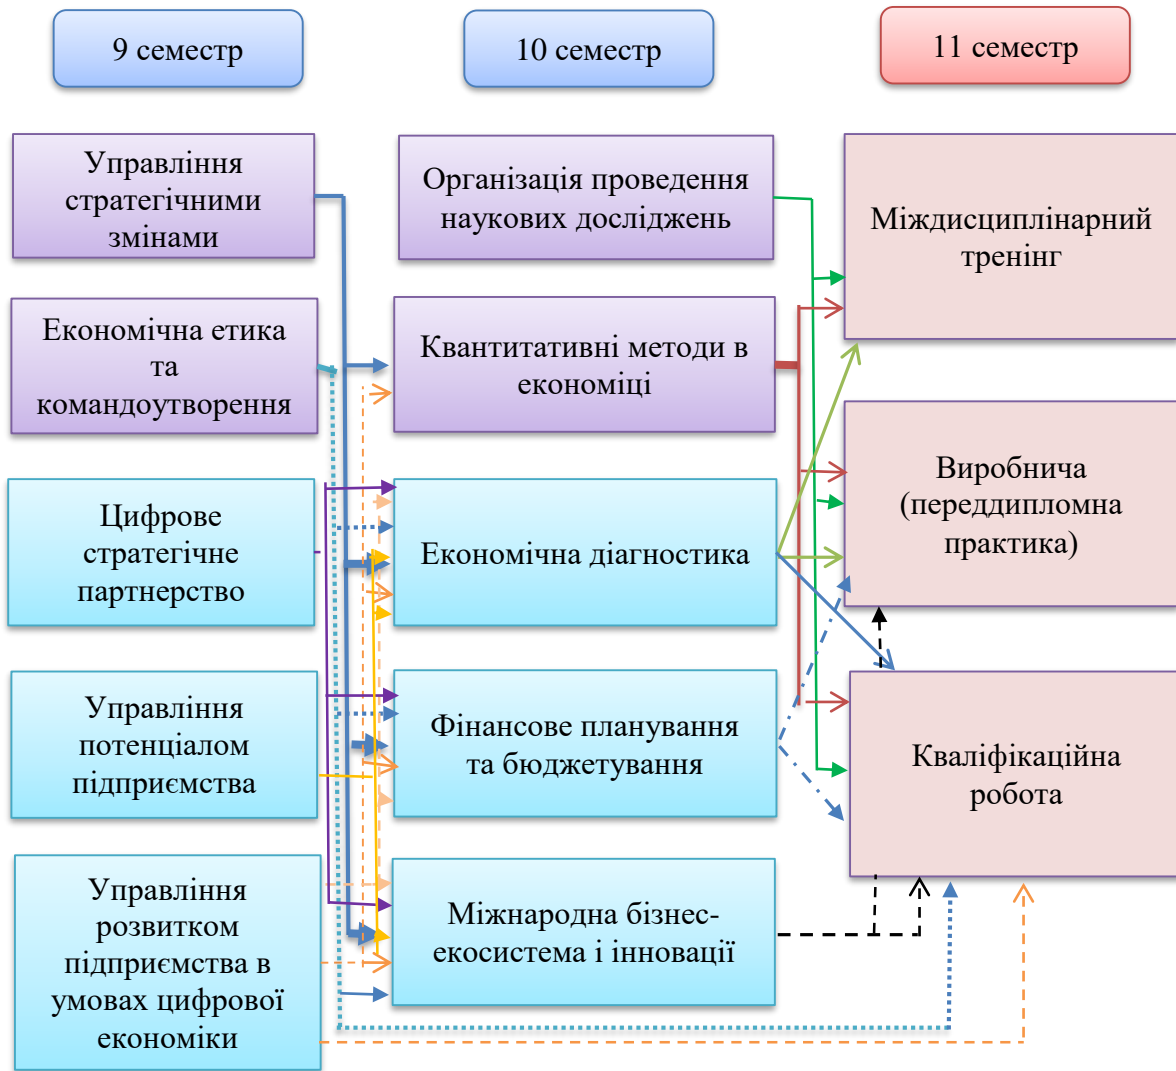 9 семестр
10 семестр
11 семестр
Управління
стратегічними
змінами
Економічна етика
та
командоутворення
Цифрове
стратегічне
партнерство
Управління
потенціалом
підприємства
Управління
розвитком
підприємства в
умовах цифрової
економіки
Організація проведення
наукових досліджень
Квантитативні методи в
економіці
Економічна діагностика
Фінансове планування
та бюджетування
Міжнародна бізнес-
екосистема і інновації
Міждисциплінарний
тренінг
Виробнича
(переддипломна
практика)
Кваліфікаційна
робота